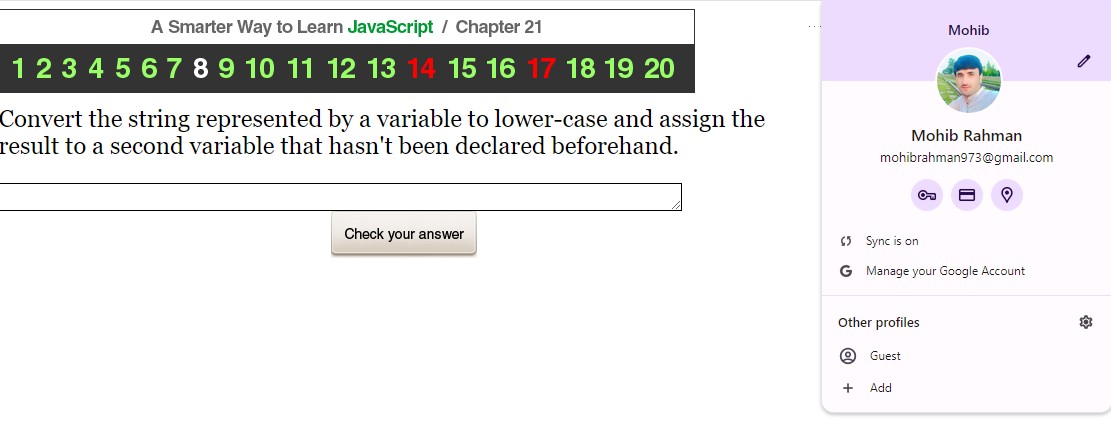 A Smarter Way to Learn JavaScript / Chapter 21
1 2 3 4 5 6 7 8 9 10 11 12 13 14 15 16 17 18 19 20
Convert the string represented by a variable to lower-case and assign the
result to a second variable that hasn't been declared beforehand.
Check your answer
Mohib
Mohib Rahman
mohibrahman973@gmail.com
Sync is on
G Manage your Google Account
Other profiles
Guest
+ Add